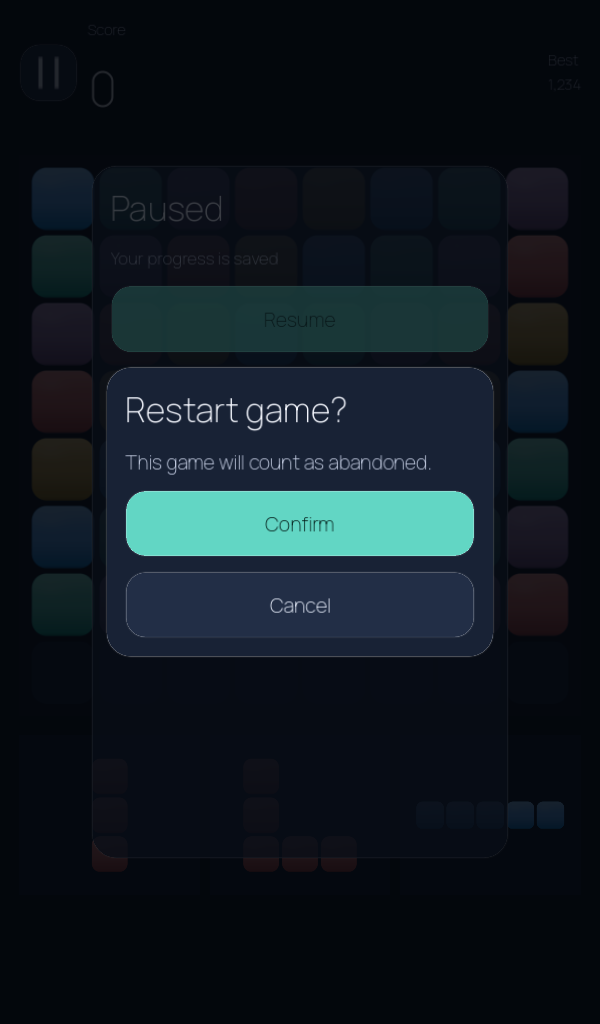 Score
0
Best
1,234
Paused
Your progress is saved
Resume
Restart game?
This game will count as abandoned.
Confirm
Cancel